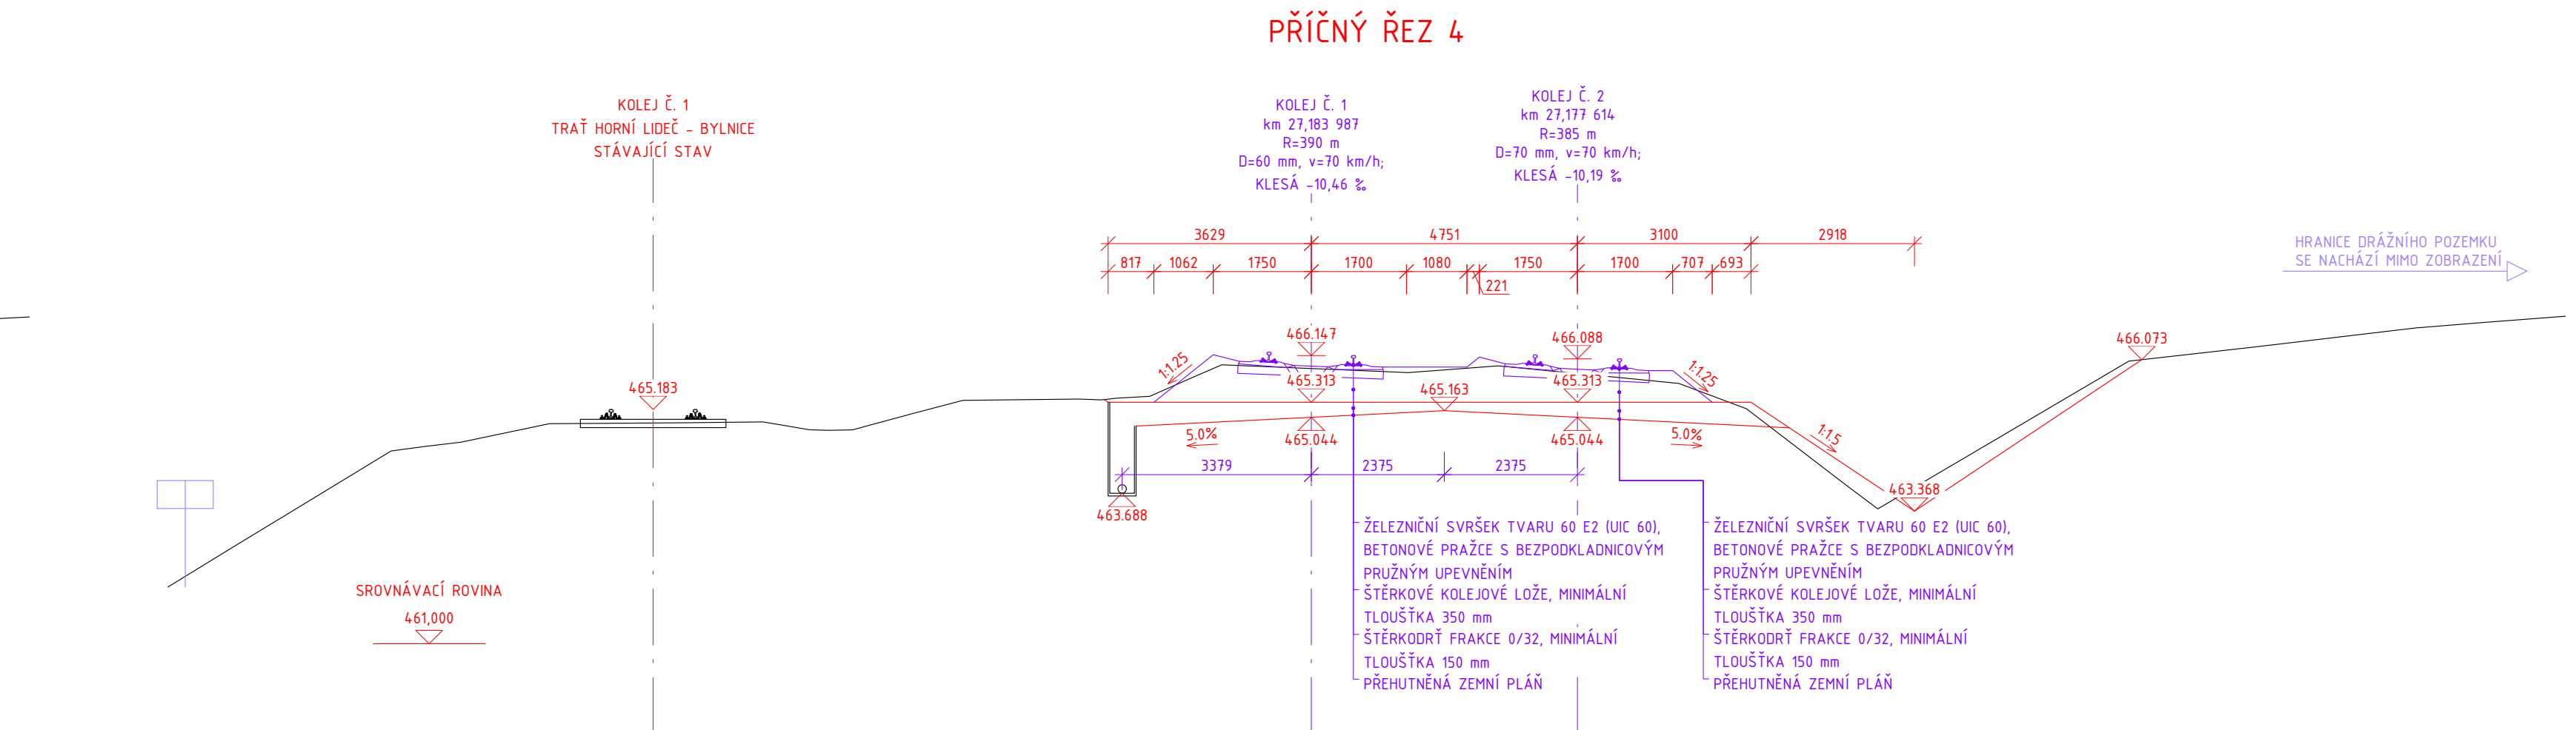 PŘÍČNÝ ŘEZ 4
KOLEJ Č. 1
TRAŤ HORNÍ LIDEČ - BYLNICE
STÁVAJÍCÍ STAV
KOLEJ Č. 1
km 27,183 987
R=390 m
D=60 mm, v=70 km/h;
KLESÁ -10,46 ‰
KOLEJ Č. 2
km 27,177 614
R=385 m
D=70 mm, v=70 km/h;
KLESÁ -10,19 ‰
3629 4751 3100 2918
817 1062 1750 1700 1080 1750 1700 707 693
221
HRANICE DRÁŽNÍHO POZEMKU
SE NACHÁZÍ MIMO ZOBRAZENÍ
466.147 466.088 466.073
1:1.25 1:1.25
465.183 465.313 465.163 465.313
5.0% 465.044 465.044 5.0% 1:1.5
3379 2375 2375
463.688 463.368
SROVNÁVACÍ ROVINA
461,000
ŽELEZNIČNÍ SVRŠEK TVARU 60 E2 (UIC 60),
BETONOVÉ PRAŽCE S BEZPODKLADNICOVÝM
PRUŽNÝM UPEVNĚNÍM
ŠTĚRKOVÉ KOLEJOVÉ LOŽE, MINIMÁLNÍ
TLOUŠŤKA 350 mm
ŠTĚRKODRŤ FRAKCE 0/32, MINIMÁLNÍ
TLOUŠŤKA 150 mm
PŘEHUTNĚNÁ ZEMNÍ PLÁŇ
ŽELEZNIČNÍ SVRŠEK TVARU 60 E2 (UIC 60),
BETONOVÉ PRAŽCE S BEZPODKLADNICOVÝM
PRUŽNÝM UPEVNĚNÍM
ŠTĚRKOVÉ KOLEJOVÉ LOŽE, MINIMÁLNÍ
TLOUŠŤKA 350 mm
ŠTĚRKODRŤ FRAKCE 0/32, MINIMÁLNÍ
TLOUŠŤKA 150 mm
PŘEHUTNĚNÁ ZEMNÍ PLÁŇ